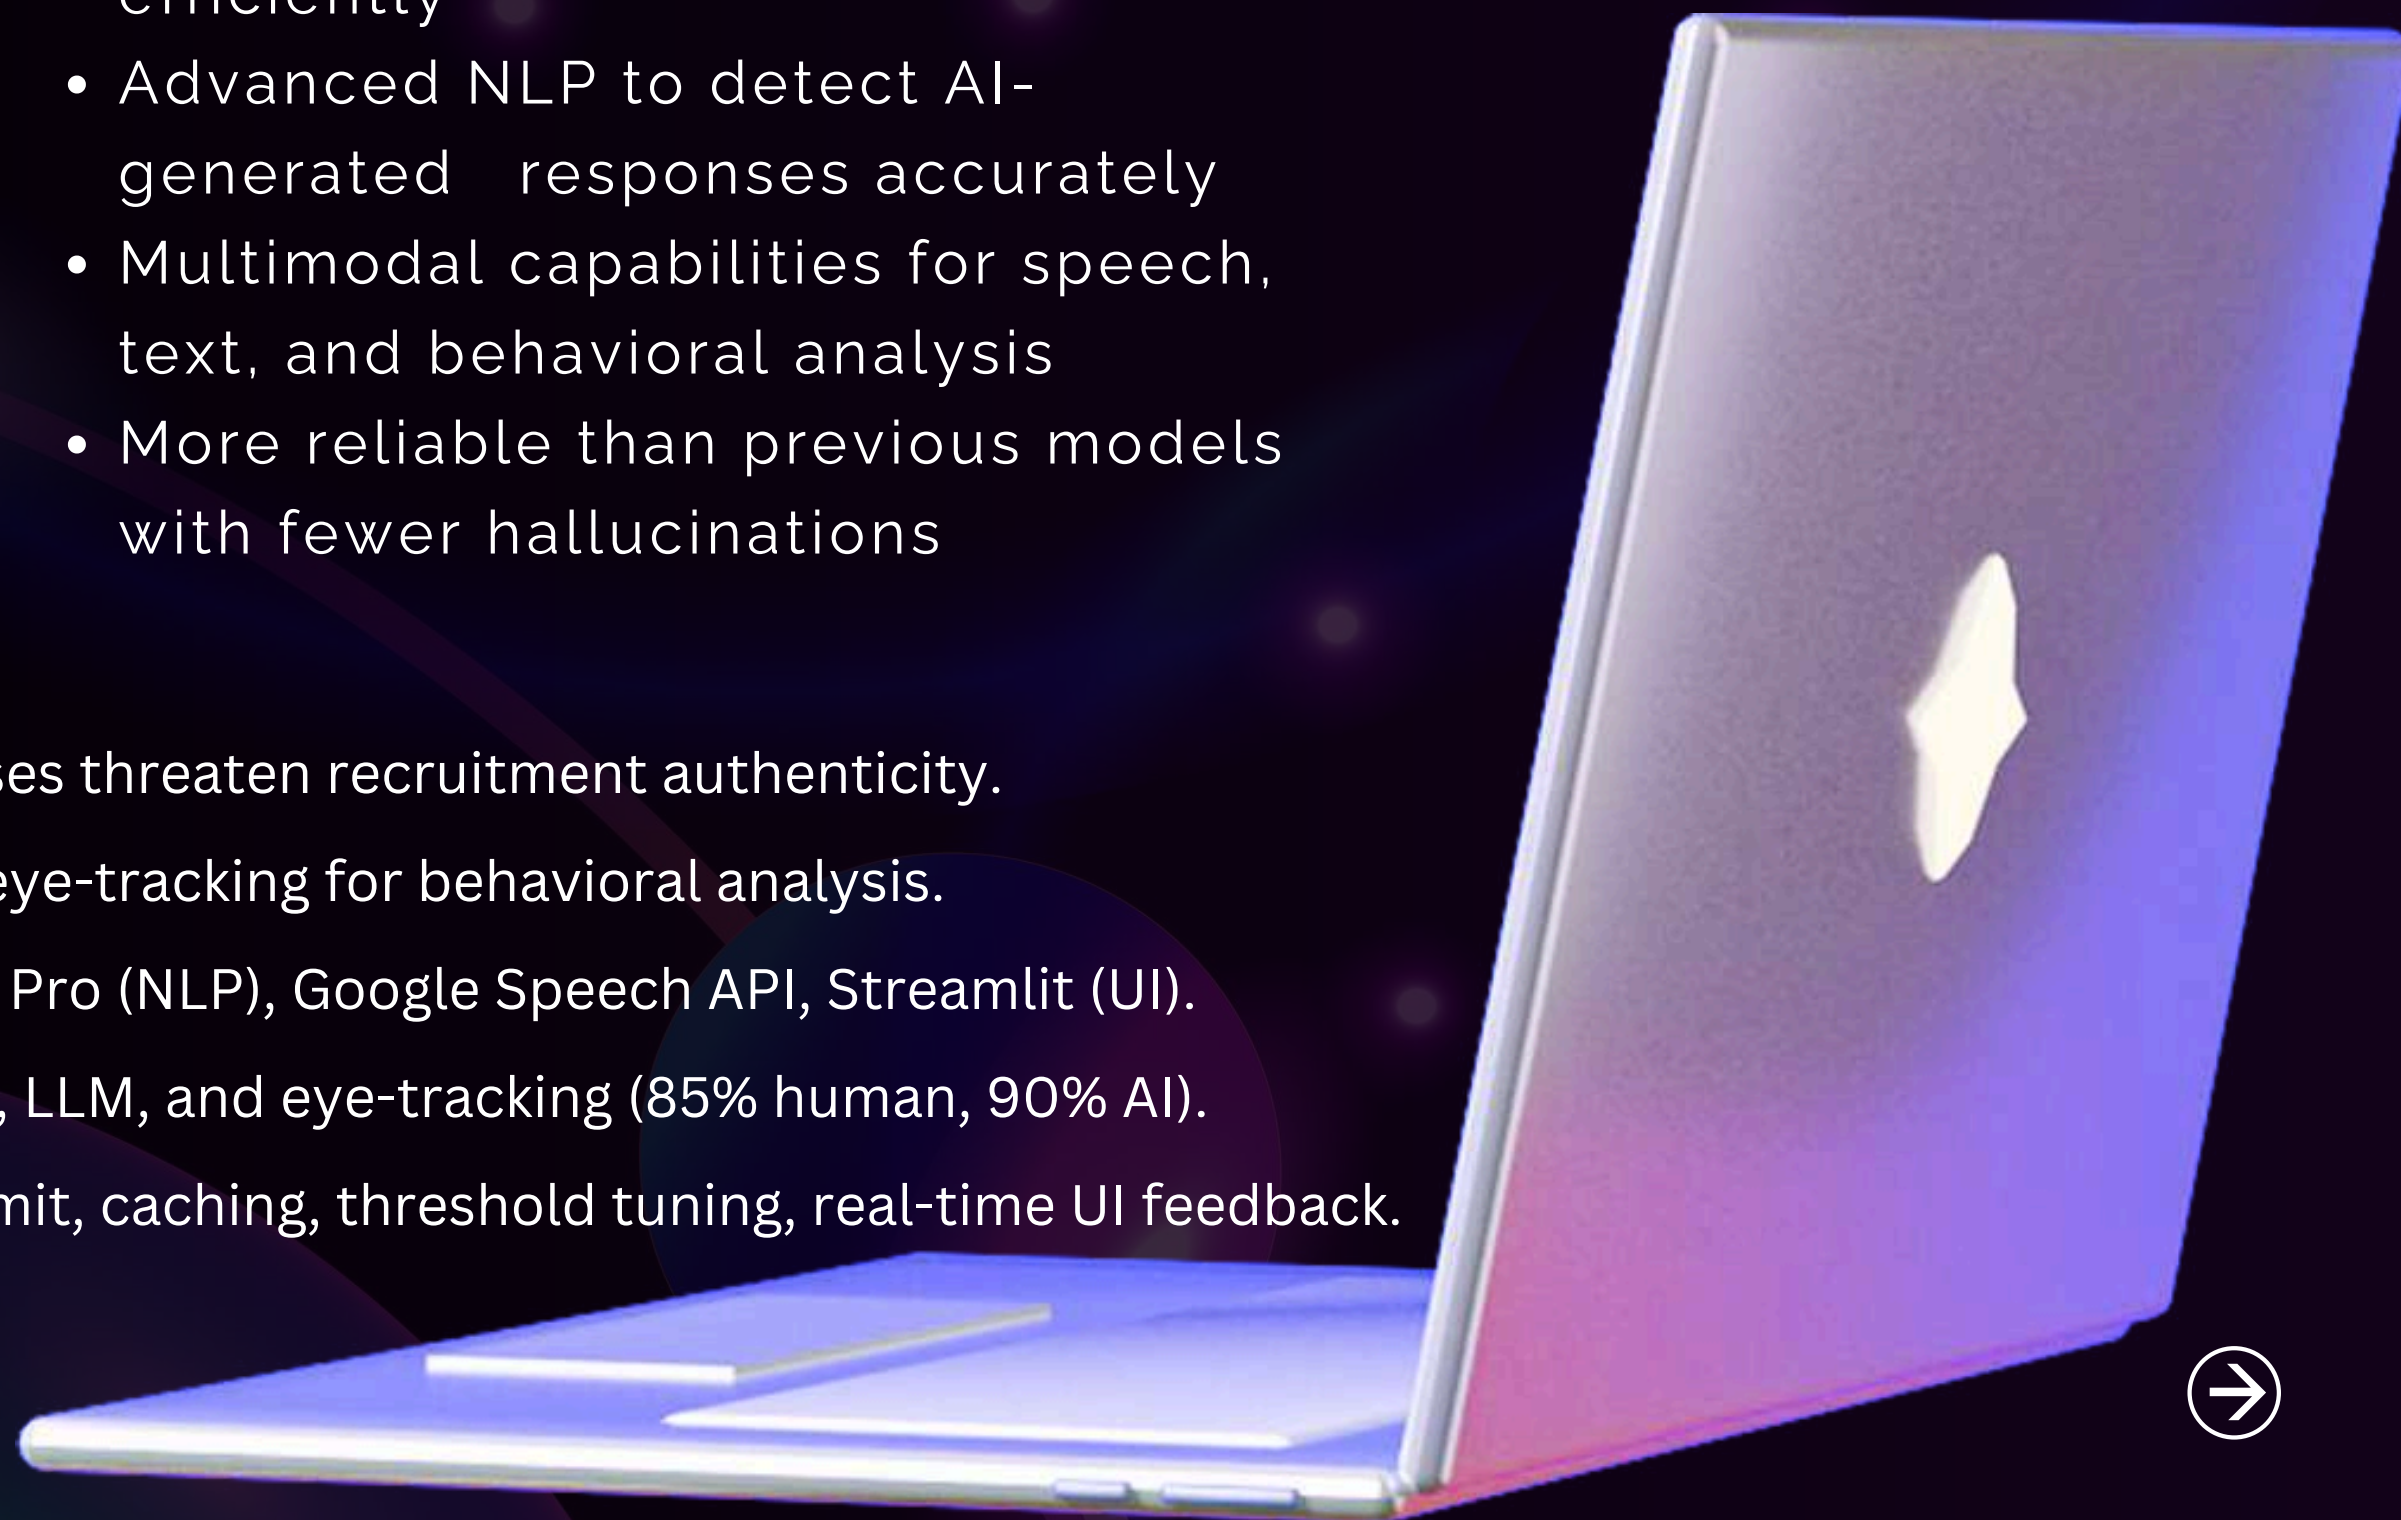 efficiently
• Advanced NLP to detect AI-
generated responses accurately
• Multimodal capabilities for speech,
text, and behavioral analysis
• More reliable than previous models
with fewer hallucinations
threaten recruitment authenticity.
eye-tracking for behavioral analysis.
Pro (NLP), Google Speech API, Streamlit (UI).
, LLM, and eye-tracking (85% human, 90% AI).
caching, threshold tuning, real-time UI feedback.